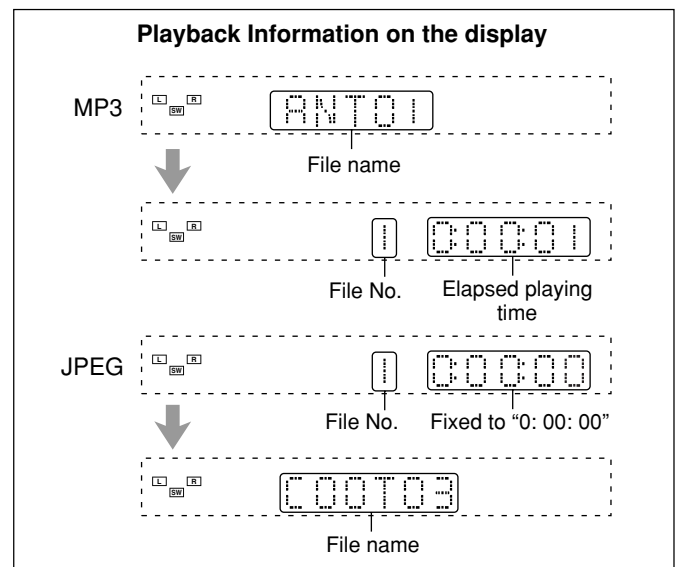 Playback Information on the display
MP3
L R
SW
ANT01
File name
L R
SW
1 0:00:01
File No. Elapsed playing
time
JPEG
L R
SW
1 0:00:00
File No. Fixed to “0: 00: 00”
L R
SW
COOT03
File name